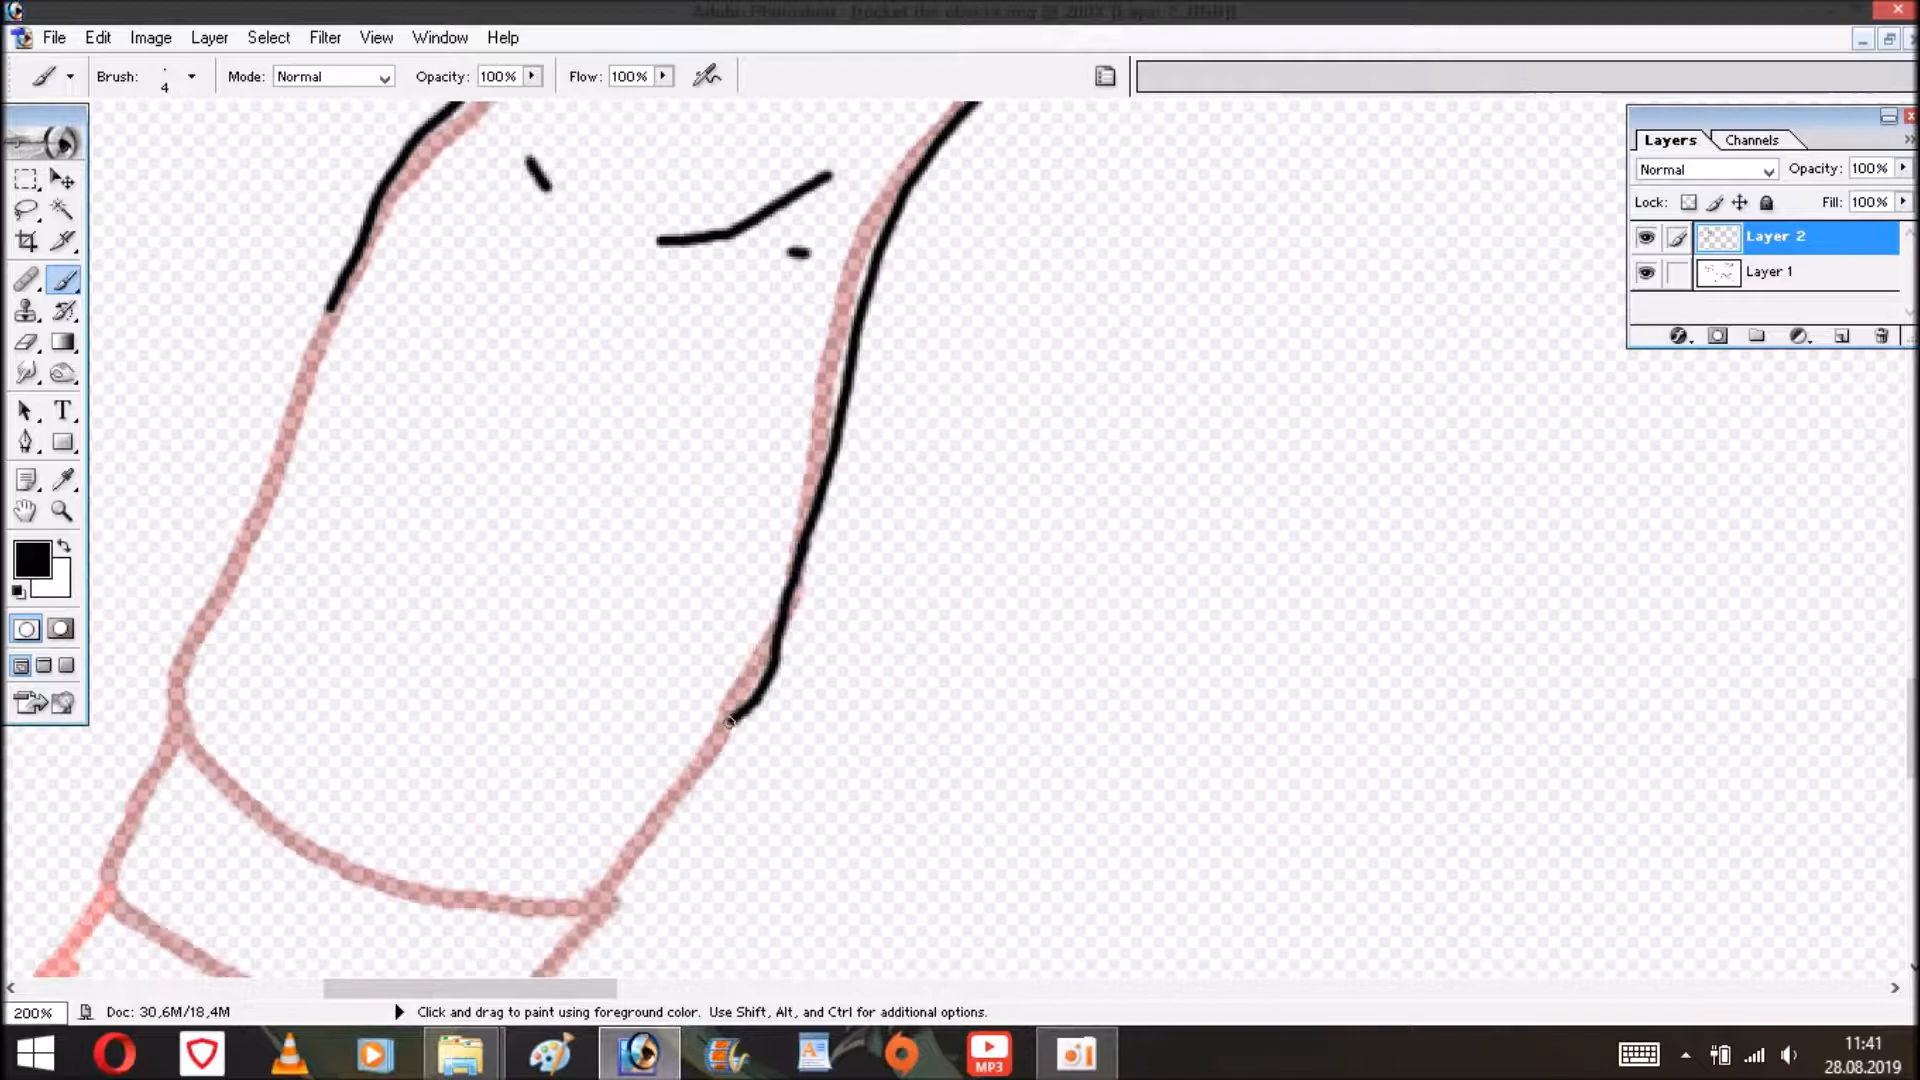 File Edit Image Layer Select Filter View Window Help
Brush: 4 Mode: Normal Opacity: 100% Flow: 100%
Layers Channels
Normal Opacity: 100%
Lock: Fill: 100%
Layer 2
Layer 1
T
200% Doc: 30,6M/18,4M Click and drag to paint using foreground color. Use Shift, Alt, and Ctrl for additional options.
MP3
11:41
28.08.2019